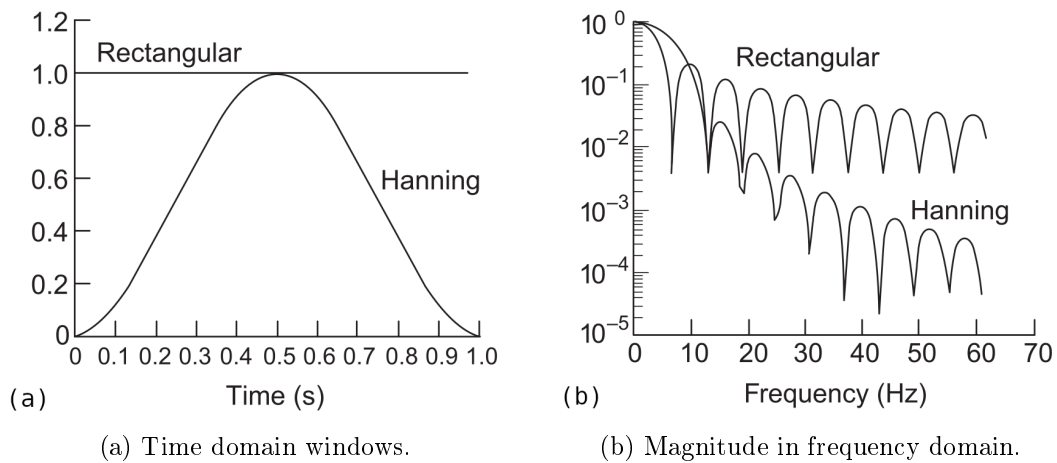 1.2
1.0
0.8
0.6
0.4
0.2
0
Rectangular
Hanning
0 0.1 0.2 0.3 0.4 0.5 0.6 0.7 0.8 0.9 1.0
Time (s)
(a)
10^0
10^−1
10^−2
10^−3
10^−4
10^−5
Rectangular
Hanning
0 10 20 30 40 50 60 70
Frequency (Hz)
(b)
(a) Time domain windows.
(b) Magnitude in frequency domain.